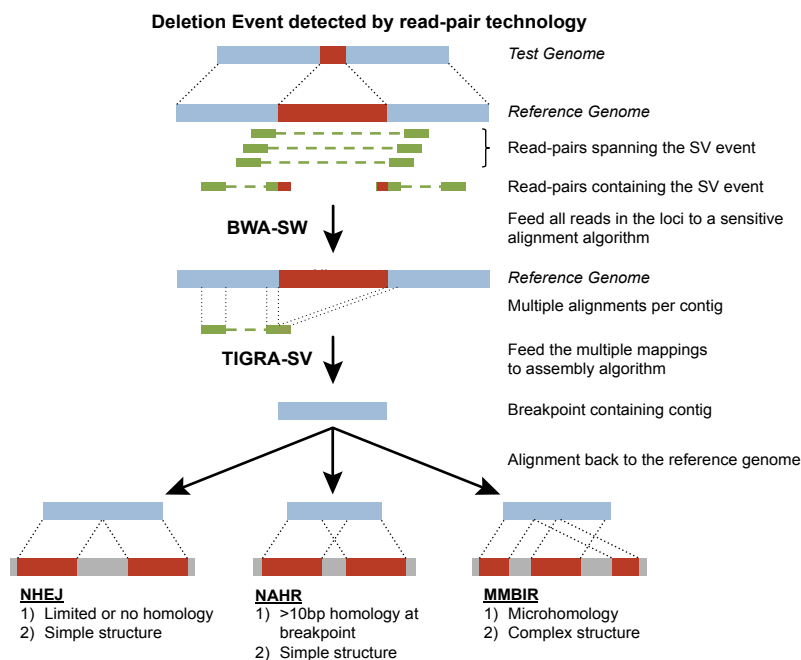 Deletion Event detected by read-pair technology
Test Genome
Reference Genome
Read-pairs spanning the SV event
Read-pairs containing the SV event
BWA-SW
Feed all reads in the loci to a sensitive
alignment algorithm
Reference Genome
Multiple alignments per contig
TIGRA-SV
Feed the multiple mappings
to assembly algorithm
Breakpoint containing contig
Alignment back to the reference genome
NHEJ
1) Limited or no homology
2) Simple structure
NAHR
1) >10bp homology at
breakpoint
2) Simple structure
MMBIR
1) Microhomology
2) Complex structure